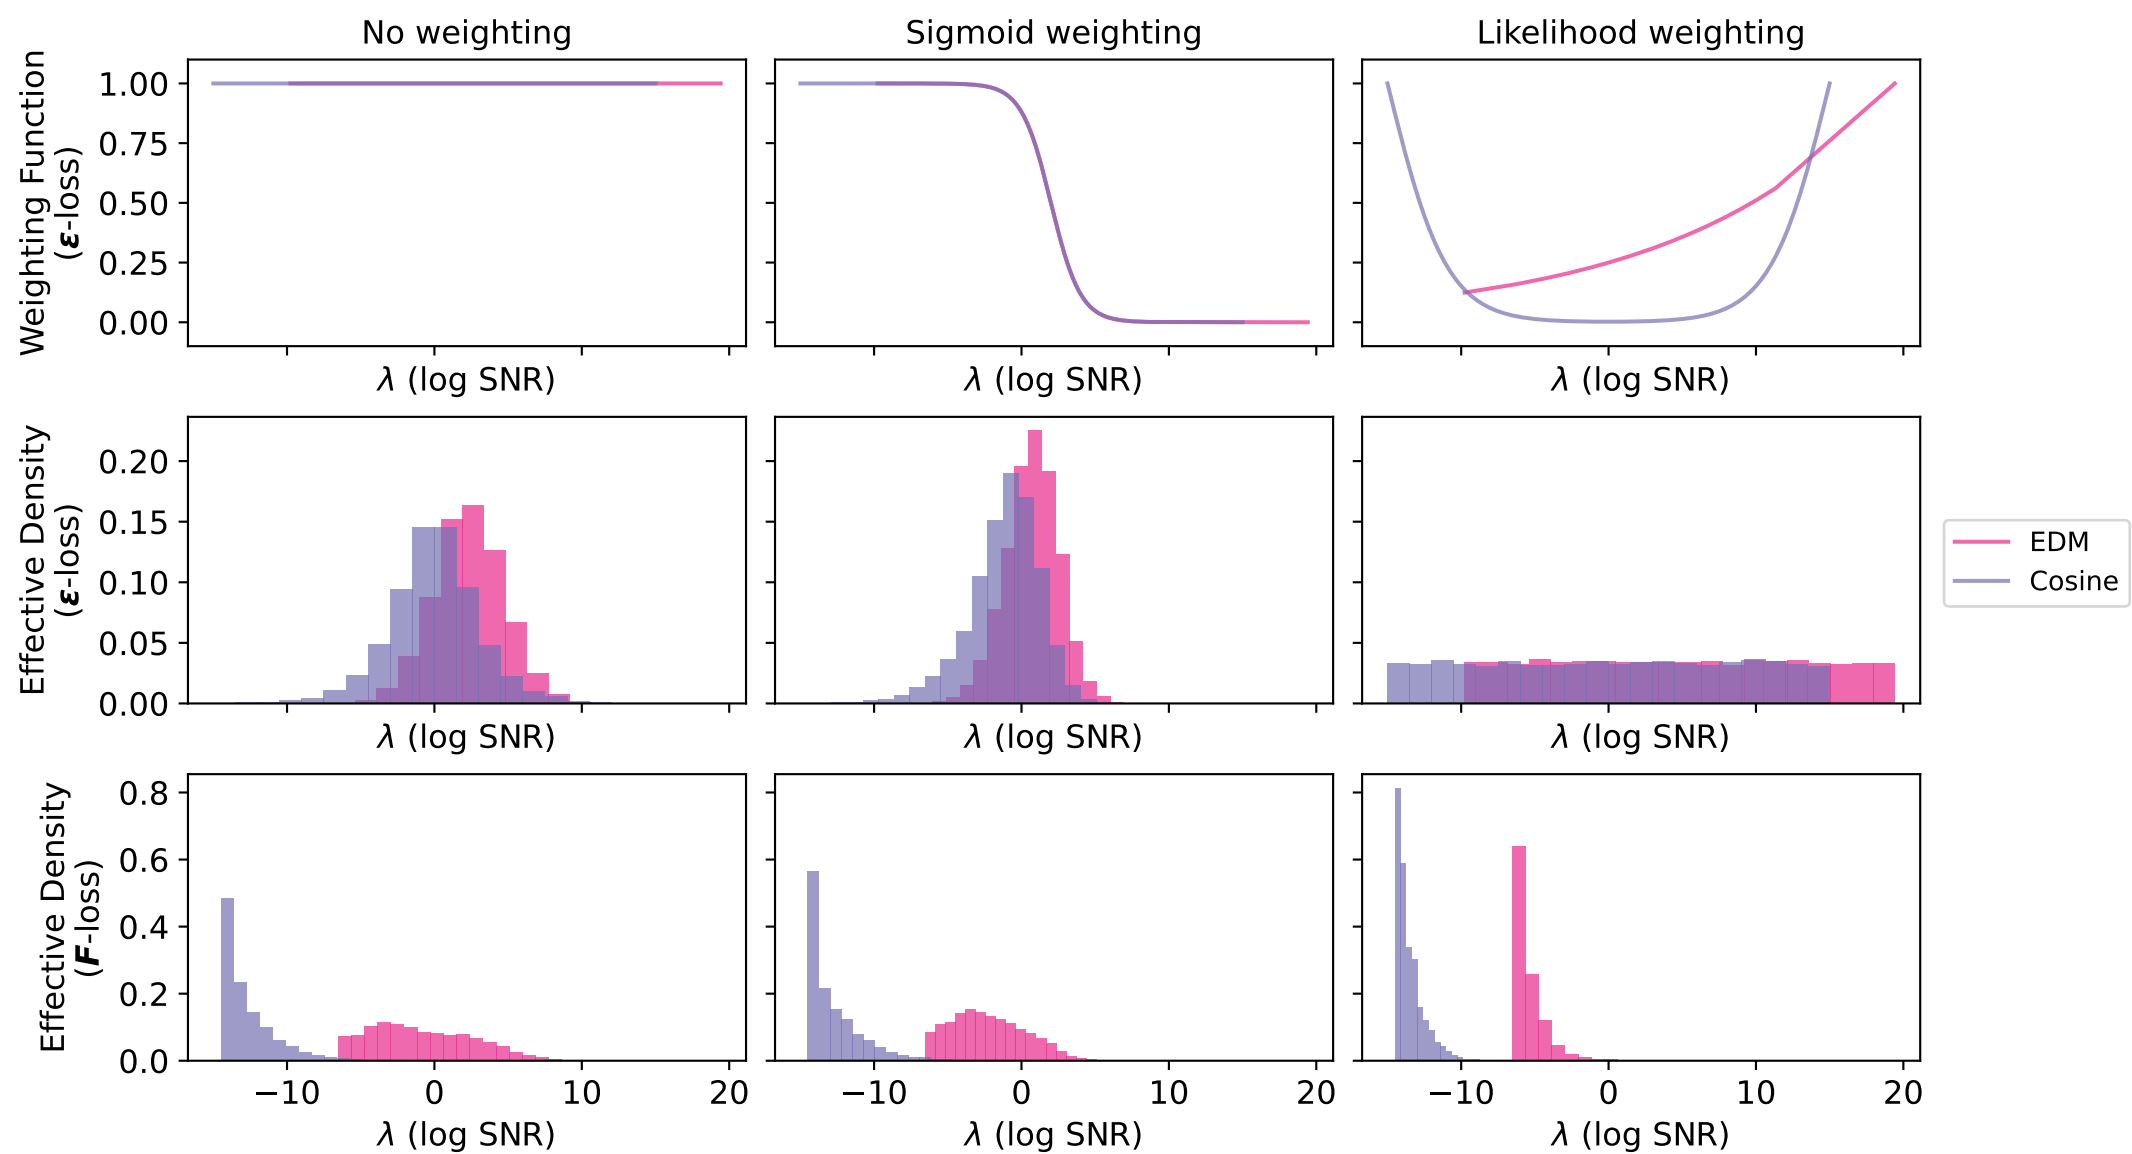 No weighting
Sigmoid weighting
Likelihood weighting
Weighting Function
(ε-loss)
1.00
0.75
0.50
0.25
0.00
λ (log SNR)
λ (log SNR)
λ (log SNR)
Effective Density
(ε-loss)
0.20
0.15
0.10
0.05
0.00
λ (log SNR)
λ (log SNR)
λ (log SNR)
EDM
Cosine
Effective Density
(F-loss)
0.8
0.6
0.4
0.2
0.0
−10 0 10 20
−10 0 10 20
−10 0 10 20
λ (log SNR)
λ (log SNR)
λ (log SNR)